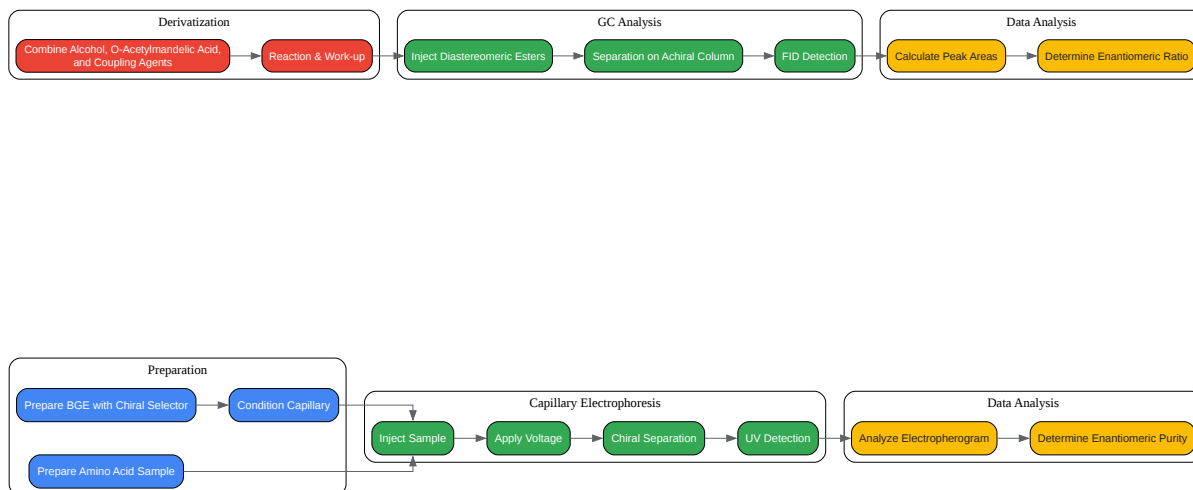 Derivatization
GC Analysis
Data Analysis
Combine Alcohol, O-Acetylmandelic Acid,
and Coupling Agents
Reaction & Work-up
Inject Diastereomeric Esters
Separation on Achiral Column
FID Detection
Calculate Peak Areas
Determine Enantiomeric Ratio
Preparation
Prepare BGE with Chiral Selector
Condition Capillary
Prepare Amino Acid Sample
Capillary Electrophoresis
Inject Sample
Apply Voltage
Chiral Separation
UV Detection
Data Analysis
Analyze Electropherogram
Determine Enantiomeric Purity